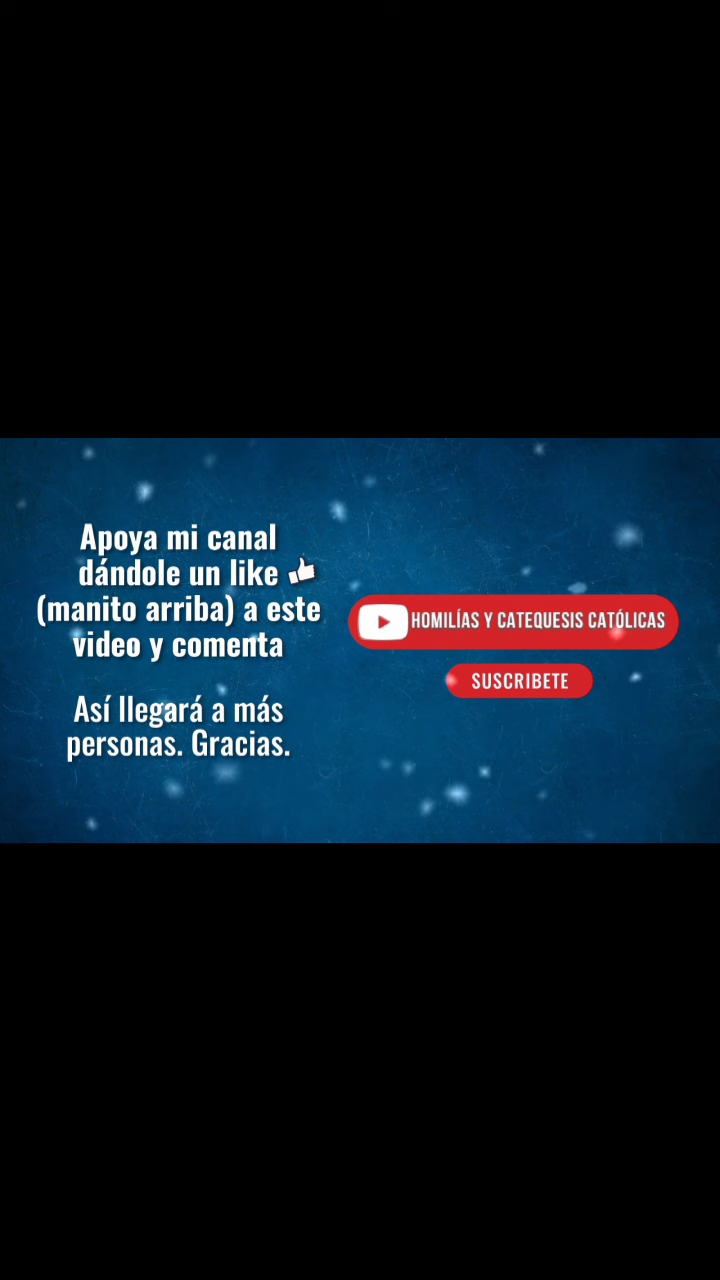 Apoya mi canal
dándole un like
(manito arriba) a este
video y comenta
Así llegará a más
personas. Gracias.
HOMILÍAS Y CATEQUESIS CATÓLICAS
SUSCRIBETE